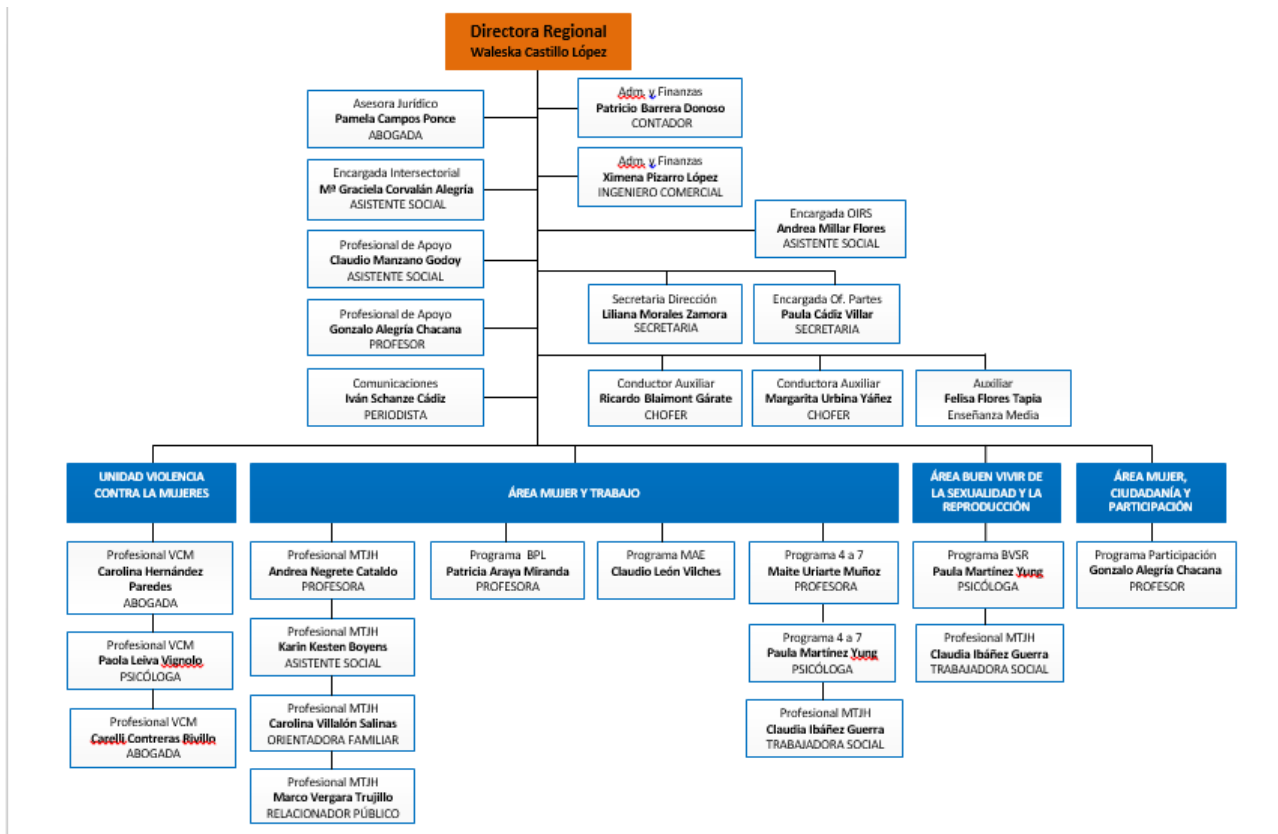 Directora Regional
Waleska Castillo López
Asesora Jurídico
Pamela Campos Ponce
ABOGADA
Adm. y Finanzas
Patricio Barrera Donoso
CONTADOR
Encargada Intersectorial
Mª Graciela Corvalán Alegría
ASISTENTE SOCIAL
Adm. y Finanzas
Ximena Pizarro López
INGENIERO COMERCIAL
Encargada OIRS
Andrea Millar Flores
ASISTENTE SOCIAL
Profesional de Apoyo
Claudio Manzano Godoy
ASISTENTE SOCIAL
Secretaria Dirección
Liliana Morales Zamora
SECRETARIA
Encargada Of. Partes
Paula Cádiz Villar
SECRETARIA
Profesional de Apoyo
Gonzalo Alegría Chacana
PROFESOR
Comunicaciones
Iván Schanze Cádiz
PERIODISTA
Conductor Auxiliar
Ricardo Blaimont Gárate
CHOFER
Conductora Auxiliar
Margarita Urbina Yáñez
CHOFER
Auxiliar
Felisa Flores Tapia
Enseñanza Media
UNIDAD VIOLENCIA
CONTRA LA MUJERES
ÁREA MUJER Y TRABAJO
ÁREA BUEN VIVIR DE
LA SEXUALIDAD Y LA
REPRODUCCIÓN
ÁREA MUJER,
CIUDADANÍA Y
PARTICIPACIÓN
Profesional VCM
Carolina Hernández
Paredes
ABOGADA
Profesional MTJH
Andrea Negrete Cataldo
PROFESORA
Programa BPL
Patricia Araya Miranda
PROFESORA
Programa MAE
Claudio León Vilches
Programa 4 a 7
Maite Uriarte Muñoz
PROFESORA
Programa BVSR
Paula Martínez Yung
PSICÓLOGA
Programa Participación
Gonzalo Alegría Chacana
PROFESOR
Profesional VCM
Paola Leiva Vignolo
PSICÓLOGA
Profesional MTJH
Karin Kesten Boyens
ASISTENTE SOCIAL
Programa 4 a 7
Paula Martínez Yung
PSICÓLOGA
Profesional MTJH
Claudia Ibáñez Guerra
TRABAJADORA SOCIAL
Profesional VCM
Carelli Contreras Rivillo
ABOGADA
Profesional MTJH
Carolina Villalón Salinas
ORIENTADORA FAMILIAR
Profesional MTJH
Claudia Ibáñez Guerra
TRABAJADORA SOCIAL
Profesional MTJH
Marco Vergara Trujillo
RELACIONADOR PÚBLICO